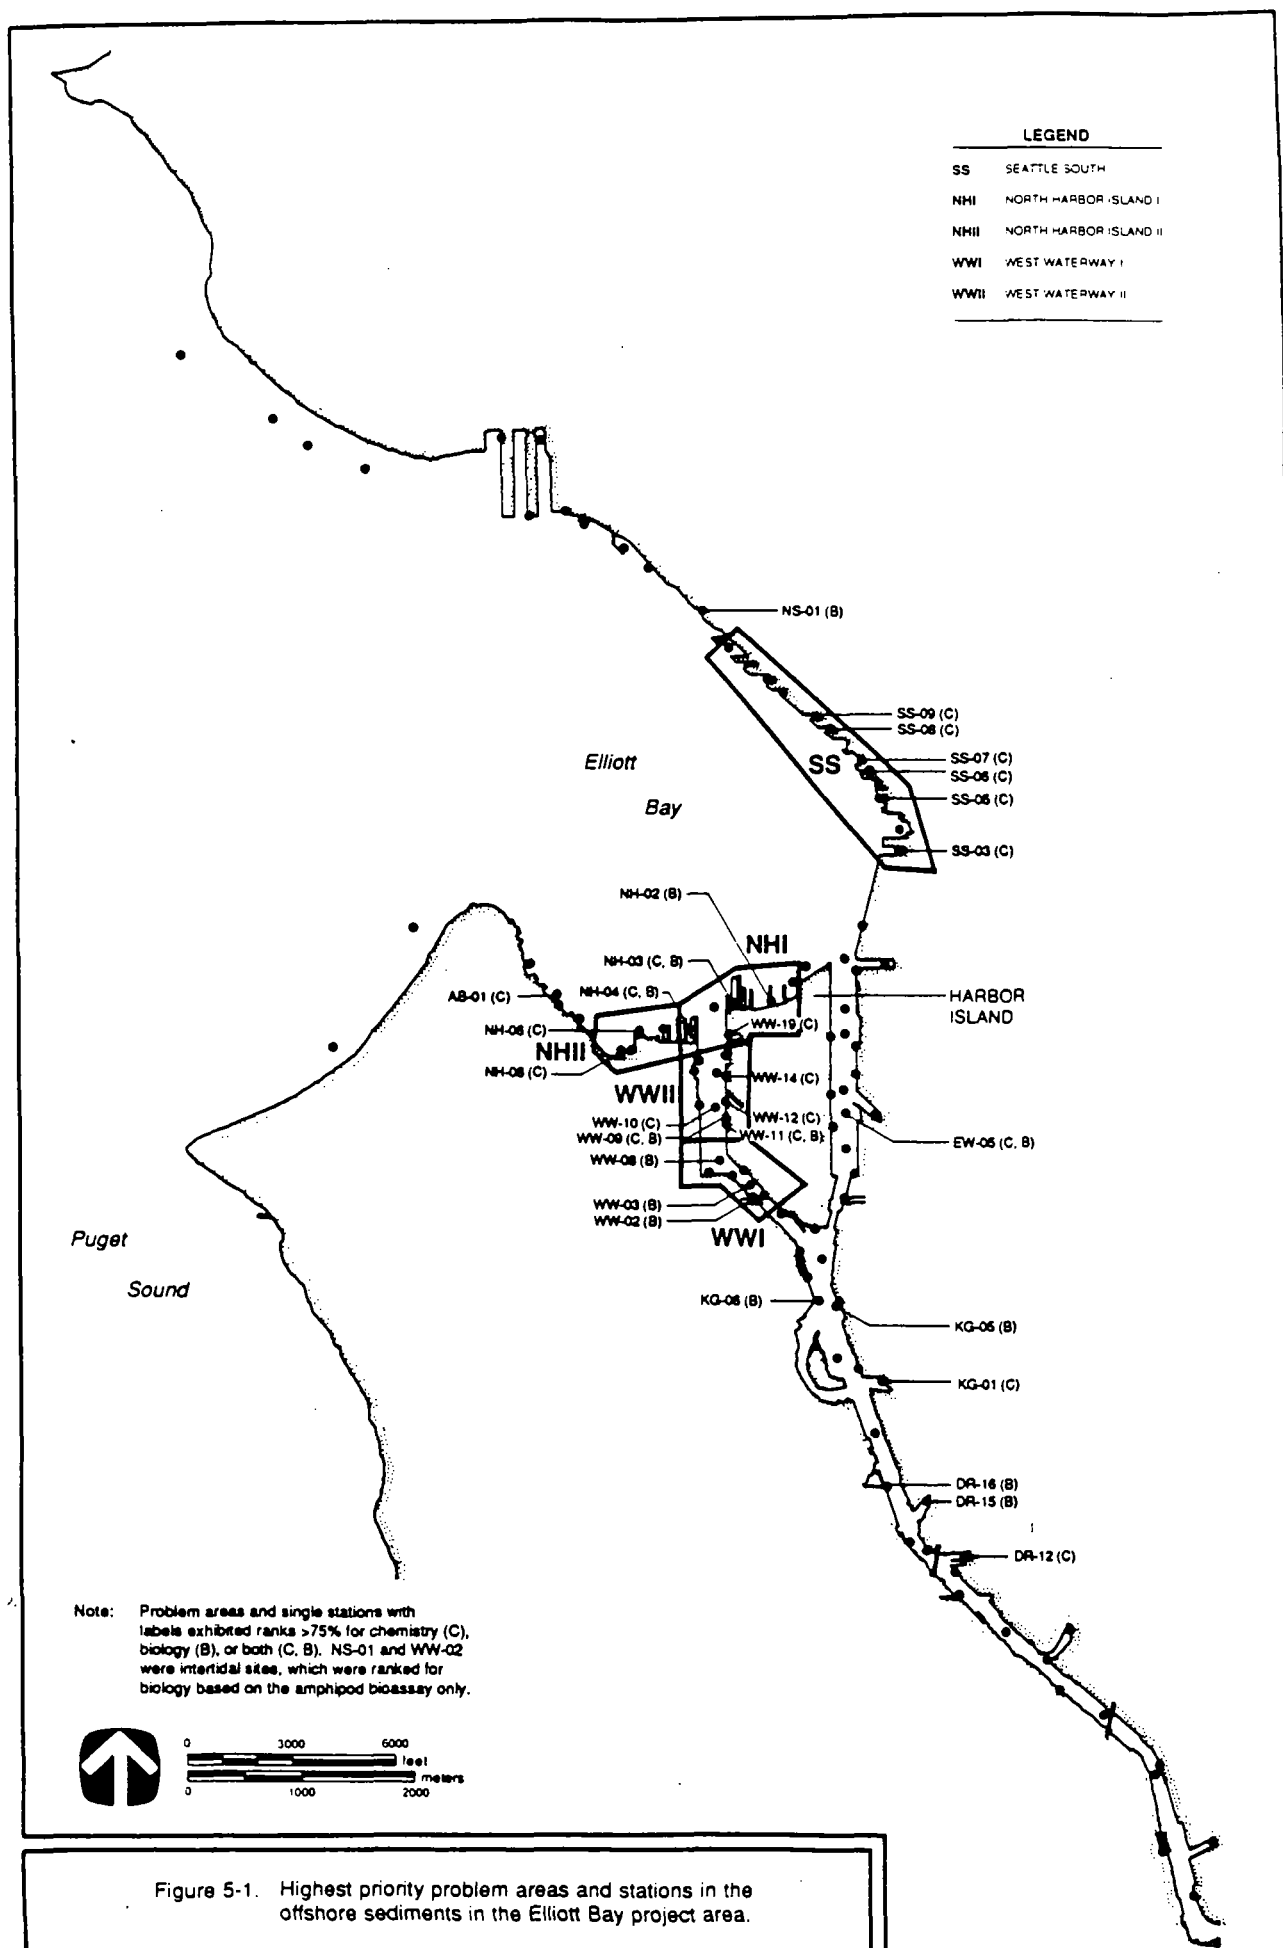 LEGEND
SS SEATTLE SOUTH
NHI NORTH HARBOR ISLAND I
NHII NORTH HARBOR ISLAND II
WWI WEST WATERWAY I
WWII WEST WATERWAY II
NS-01 (B)
SS-09 (C)
SS-08 (C)
SS-07 (C)
SS-06 (C)
SS-05 (C)
SS-03 (C)
SS
Elliott
Bay
NH-02 (B)
NHI
NH-03 (C, B)
NH-04 (C, B)
AB-01 (C)
HARBOR
ISLAND
WW-19 (C)
NHII
WW-14 (C)
WWII
WW-10 (C)
WW-12 (C)
WW-09 (C, B)
WW-11 (C, B)
EW-05 (C, B)
WW-08 (B)
WW-03 (B)
WW-02 (B)
WWI
Puget
Sound
KG-06 (B)
KG-05 (B)
KG-01 (C)
DR-16 (B)
DR-15 (B)
DR-12 (C)
Note: Problem areas and single stations with
labels exhibited ranks >75% for chemistry (C),
biology (B), or both (C, B). NS-01 and WW-02
were intertidal sites, which were ranked for
biology based on the amphipod bioassay only.
0 3000 6000
feet
meters
0 1000 2000
Figure 5-1. Highest priority problem areas and stations in the
offshore sediments in the Elliott Bay project area.